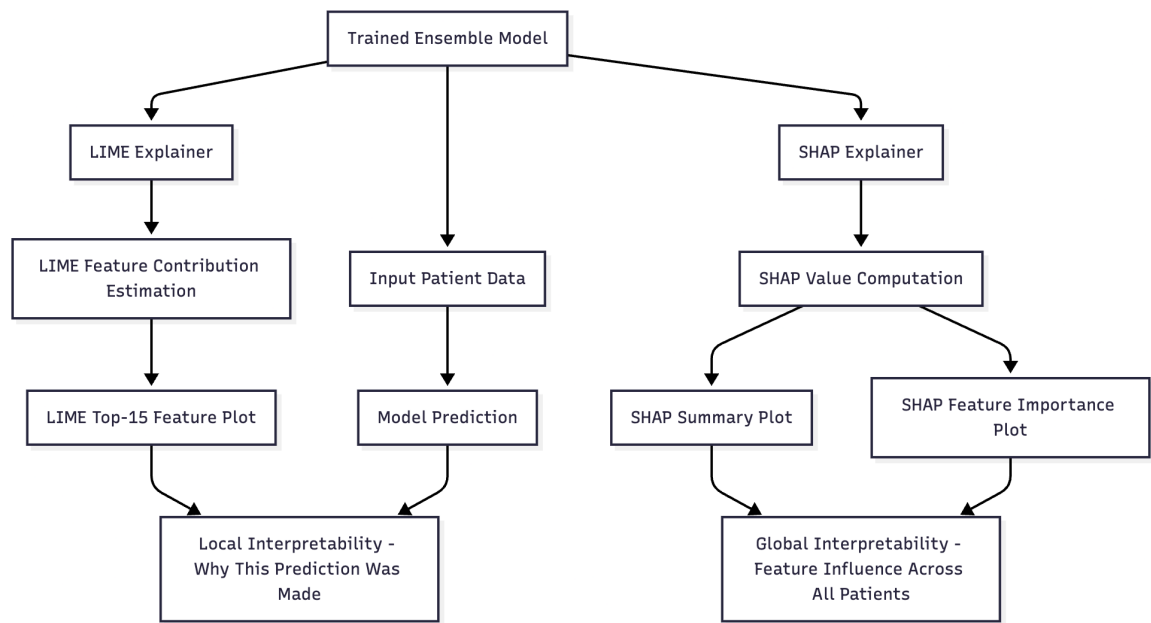 Trained Ensemble Model
LIME Explainer
SHAP Explainer
LIME Feature Contribution
Estimation
Input Patient Data
SHAP Value Computation
LIME Top-15 Feature Plot
Model Prediction
SHAP Summary Plot
SHAP Feature Importance
Plot
Local Interpretability -
Why This Prediction Was
Made
Global Interpretability -
Feature Influence Across
All Patients